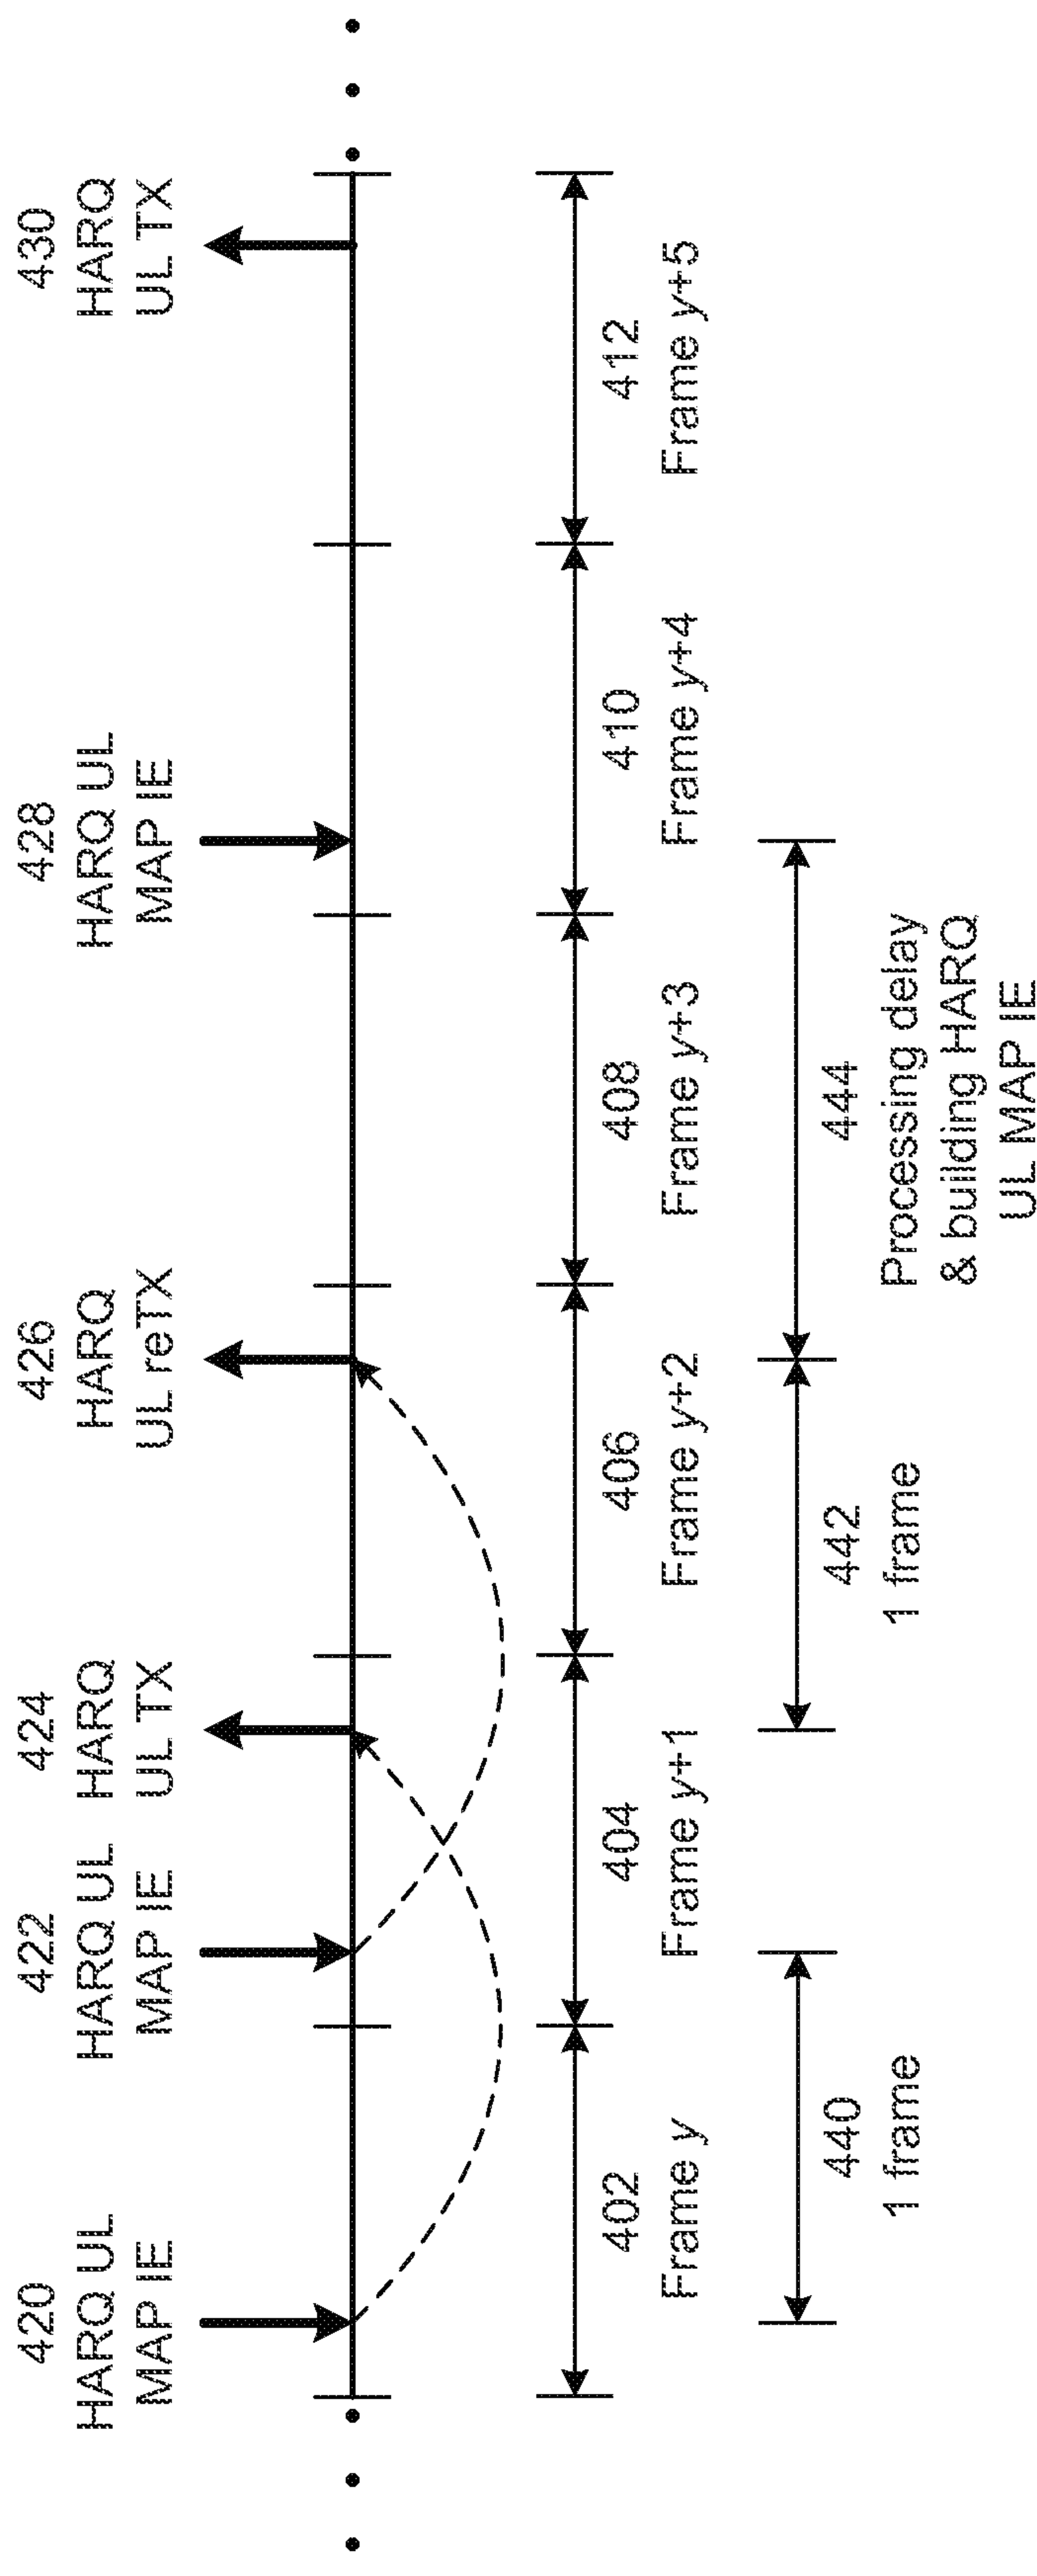 420
HARQ UL
MAP IE
422
HARQ UL
MAP IE
424
HARQ
UL TX
426
HARQ
UL reTX
428
HARQ UL
MAP IE
430
HARQ
UL TX
402
Frame y
404
Frame y+1
406
Frame y+2
408
Frame y+3
410
Frame y+4
412
Frame y+5
440
1 frame
442
1 frame
444
Processing delay
& building HARQ
UL MAP IE